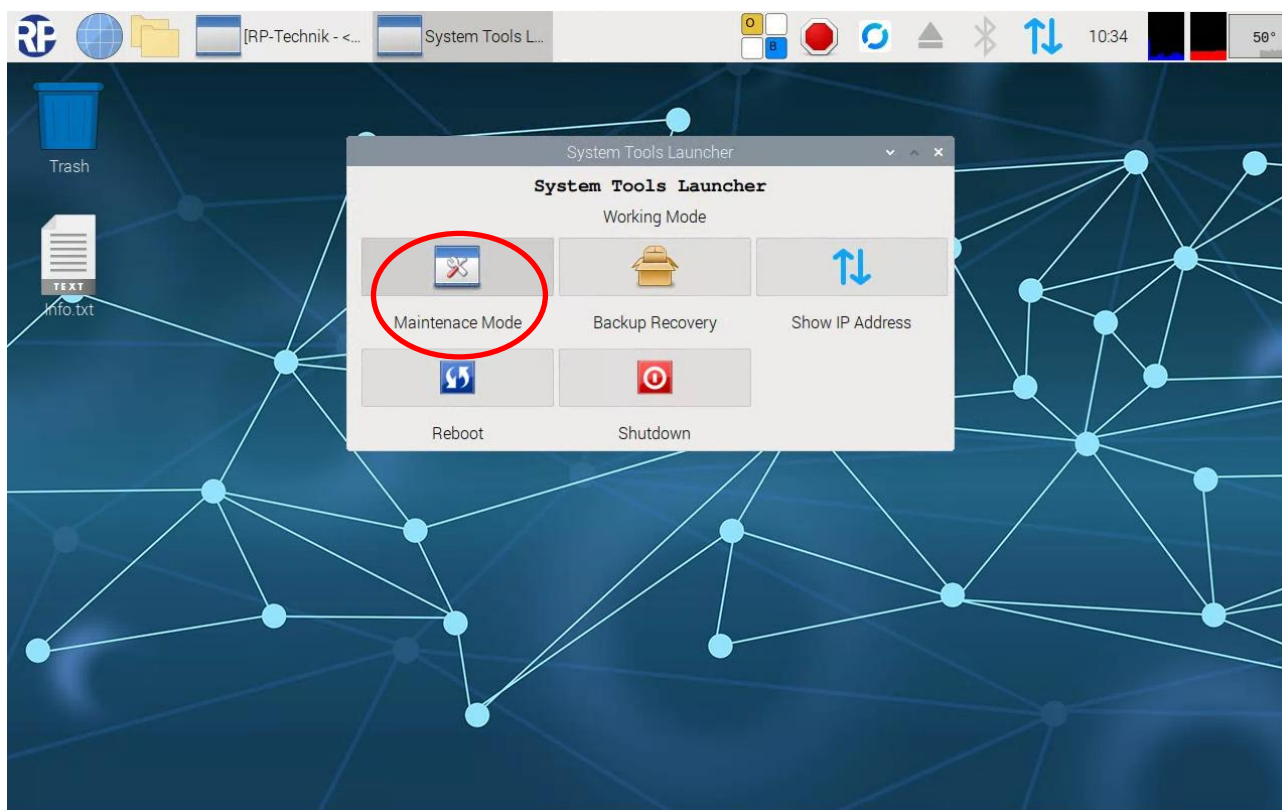 RP
[RP-Technik - <...
System Tools L...
O
B
10:34
50°
Trash
TEXT
Info.txt
System Tools Launcher
System Tools Launcher
Working Mode
Maintenace Mode
Backup Recovery
Show IP Address
Reboot
Shutdown